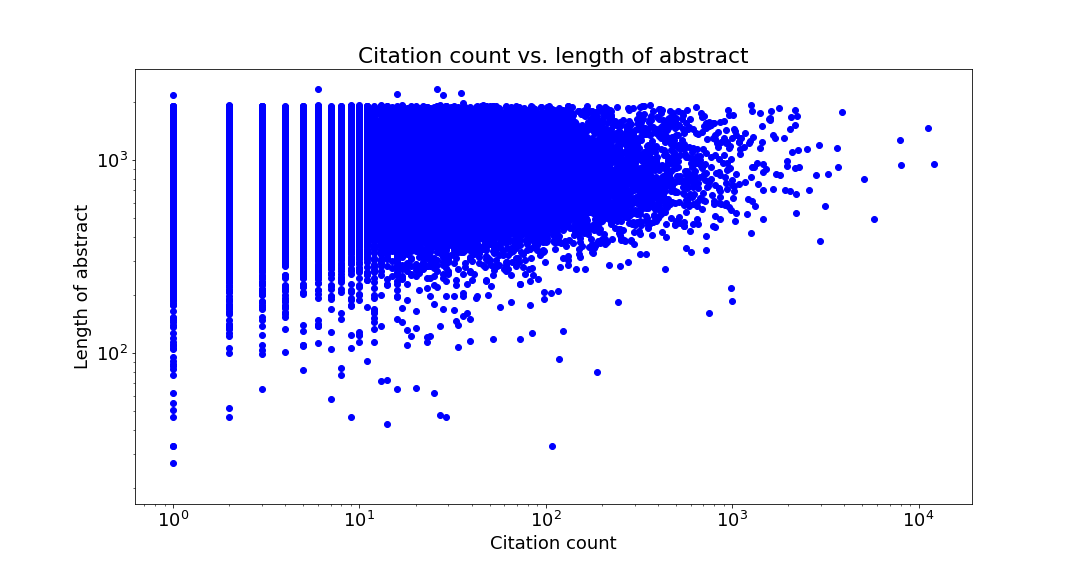 Citation count vs. length of abstract
Length of abstract
10³
10²
10⁰ 10¹ 10² 10³ 10⁴
Citation count